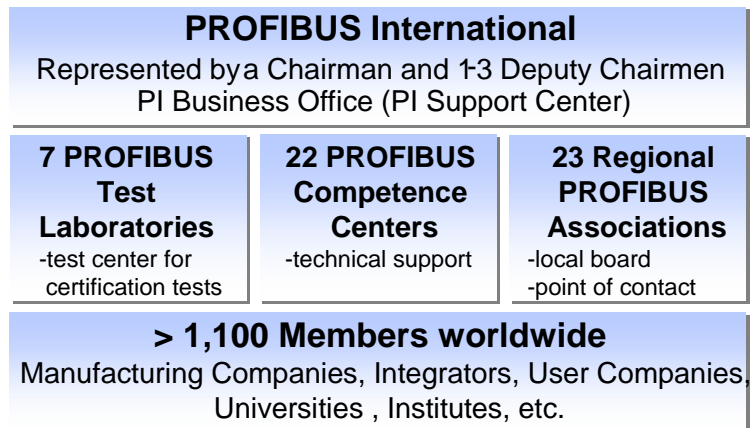 PROFIBUS International
Represented bya Chairman and 1-3 Deputy Chairmen
PI Business Office (PI Support Center)
7 PROFIBUS
Test
Laboratories
-test center for
certification tests
22 PROFIBUS
Competence
Centers
-technical support
23 Regional
PROFIBUS
Associations
-local board
-point of contact
> 1,100 Members worldwide
Manufacturing Companies, Integrators, User Companies,
Universities , Institutes, etc.